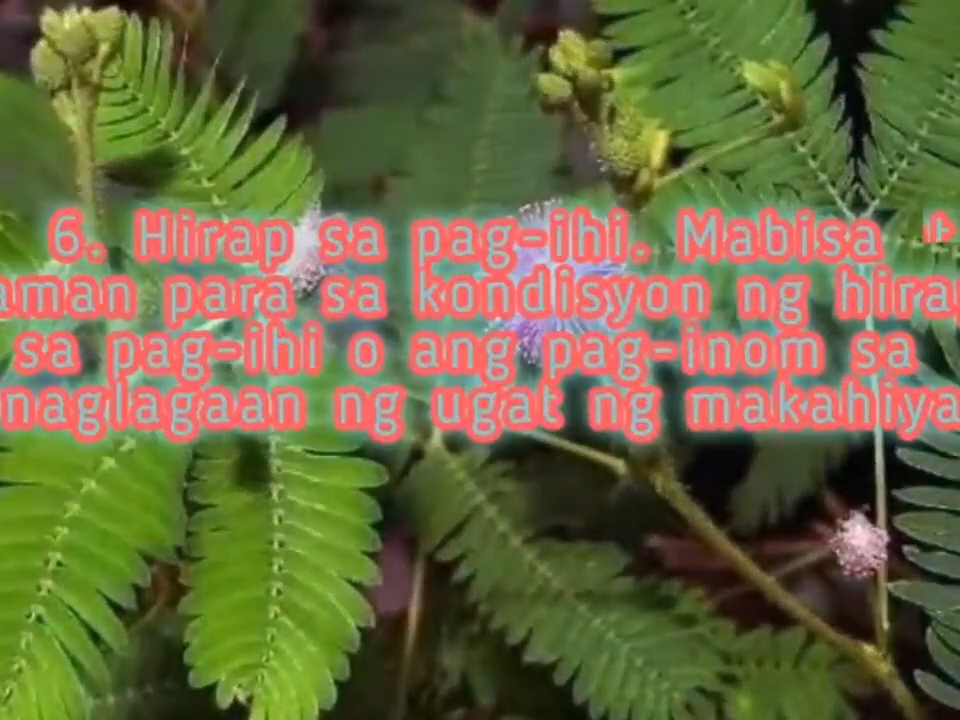 6. Hirap sa pag-ihi. Mabisa
para sa kondisyon ng
sa pag-ihi o ang pag-inom sa
ng ugat ng makahiya